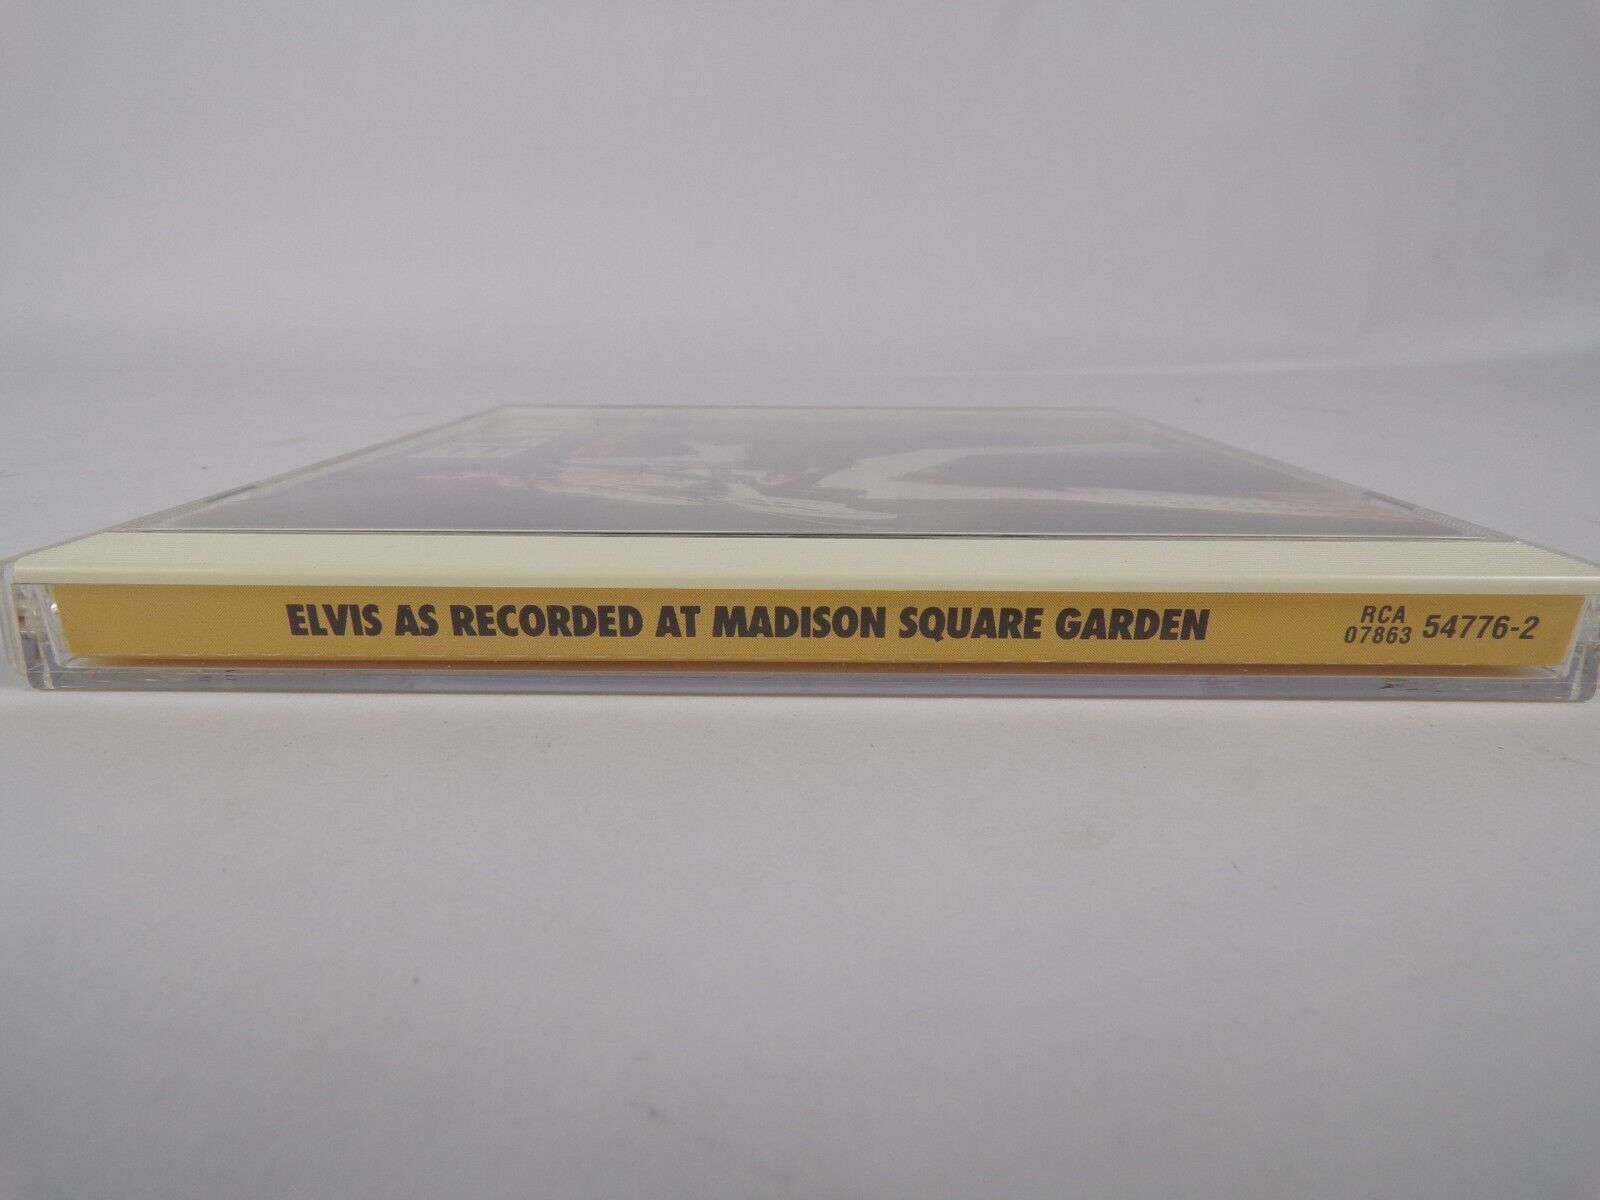 ELVIS AS RECORDED AT MADISON SQUARE GARDEN
RCA
07863 54776-2